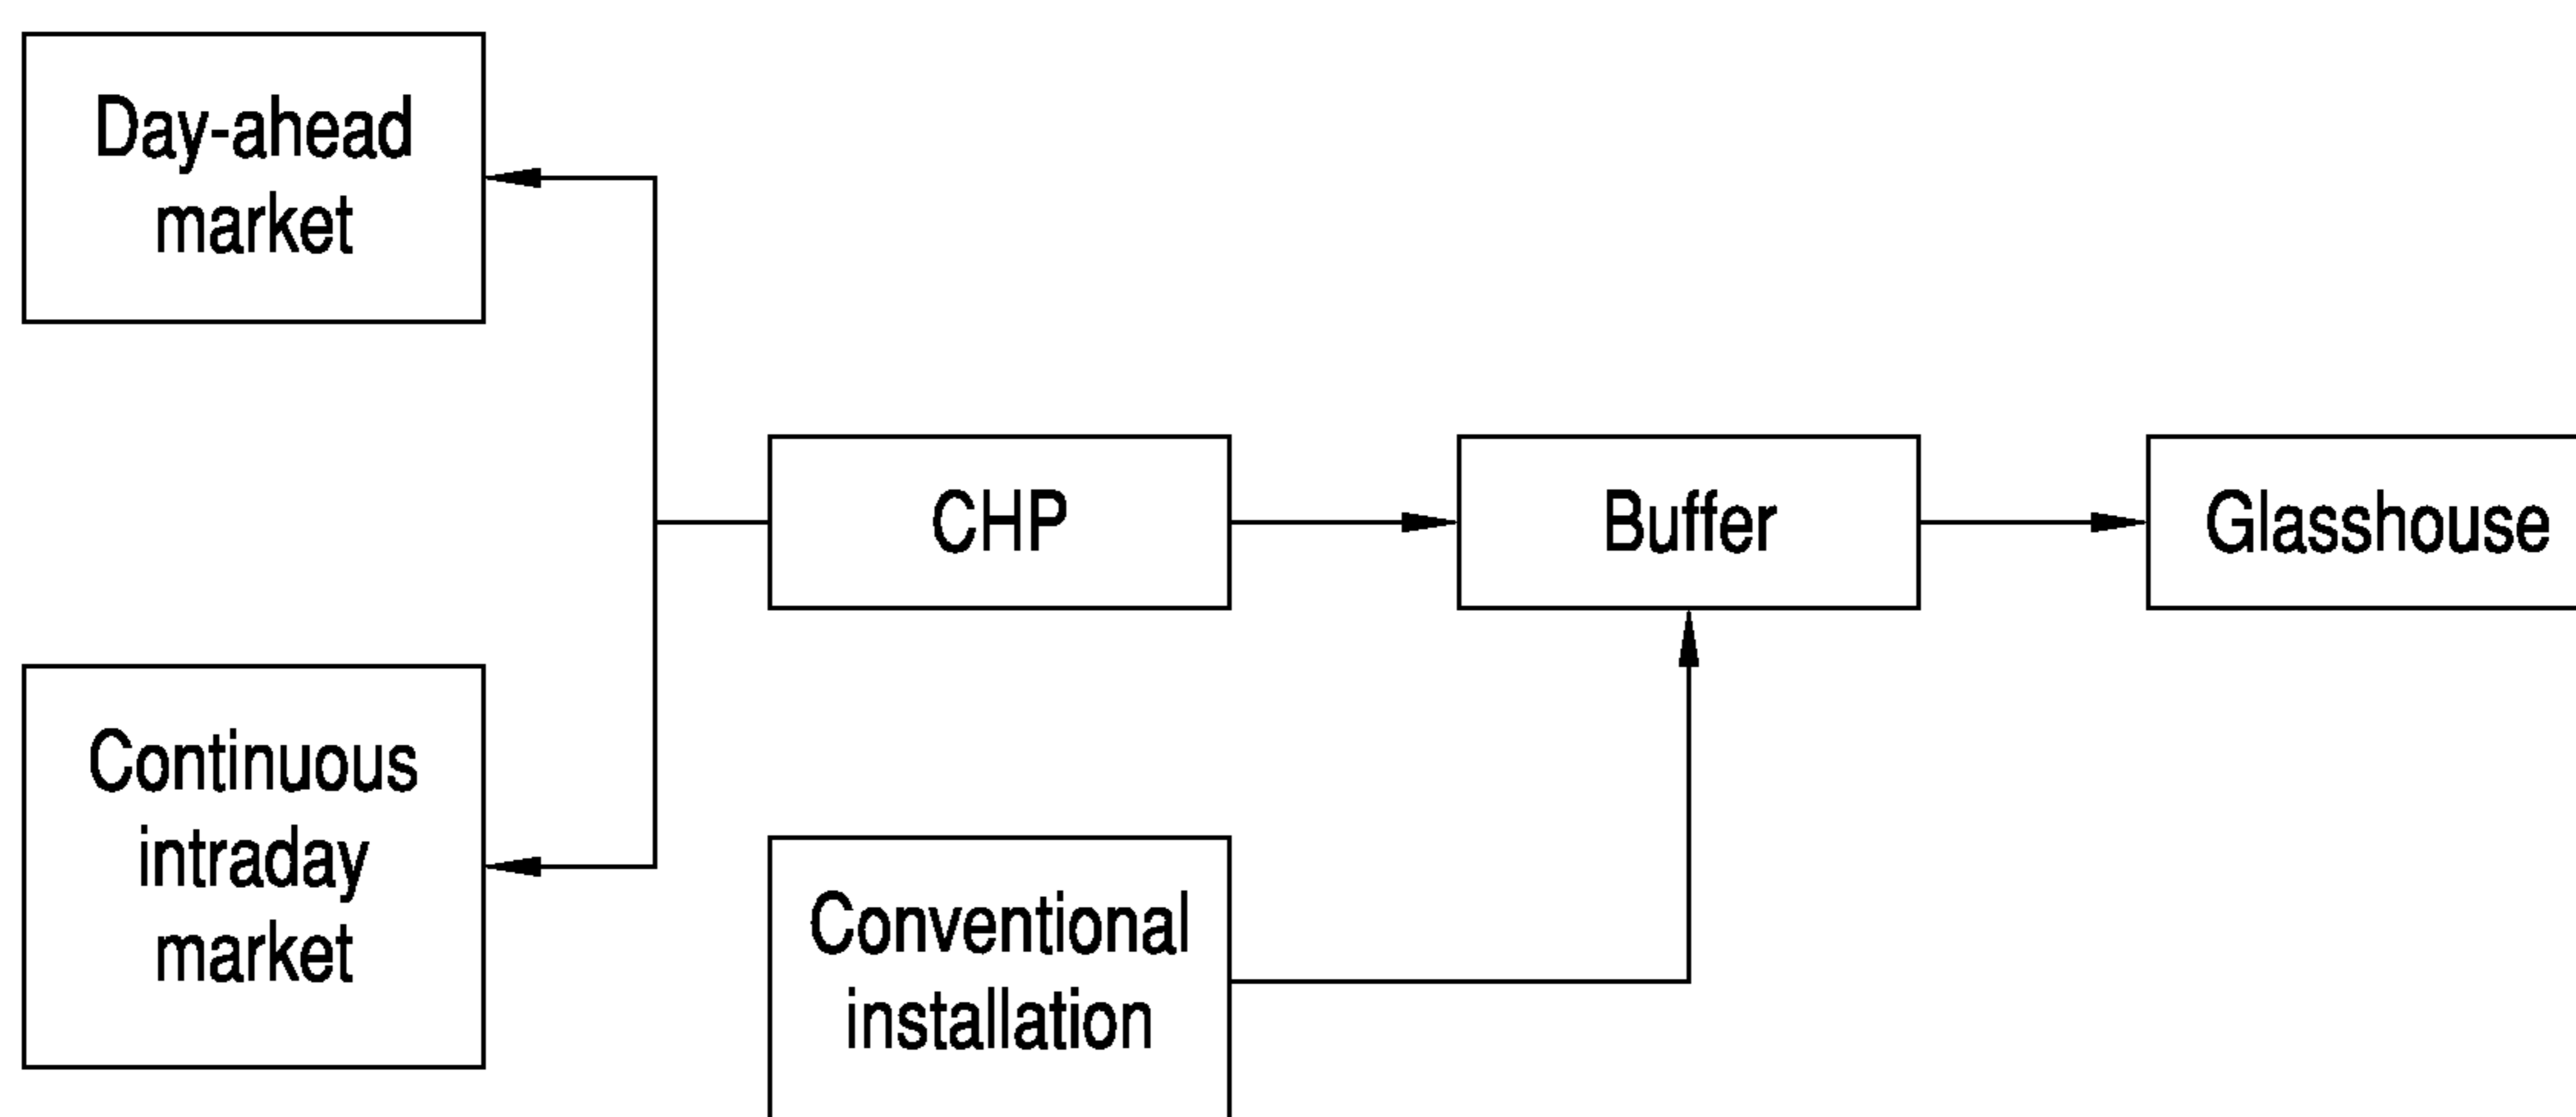 Day-ahead
market
CHP
Buffer
Glasshouse
Continuous
intraday
market
Conventional
installation